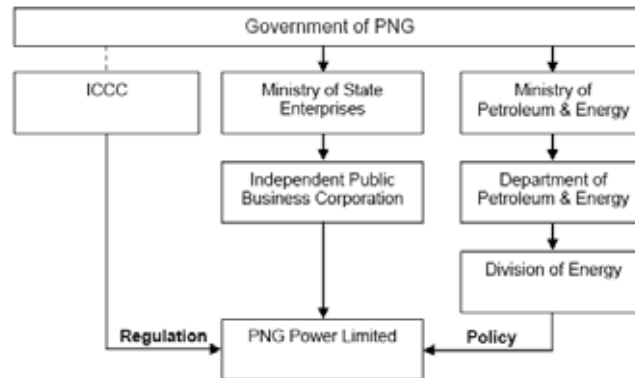 Government of PNG
ICCC
Ministry of State
Enterprises
Ministry of
Petroleum & Energy
Independent Public
Business Corporation
Department of
Petroleum & Energy
Division of Energy
Regulation
PNG Power Limited
Policy